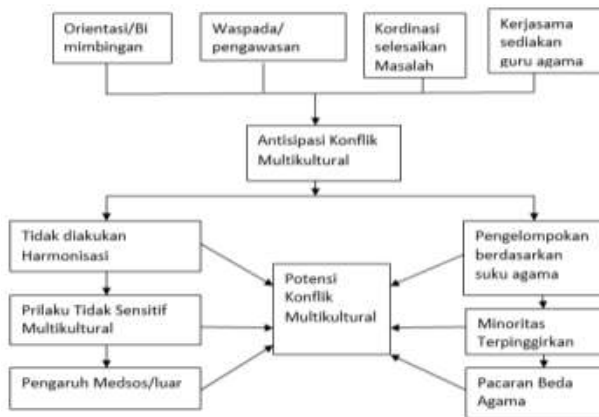 Orientasi/Bi
mimbingan
Waspada/
pengawasan
Kordinasi
selesaikan
Masalah
Kerjasama
sediakan
guru agama
Antisipasi Konflik
Multikultural
Tidak diakukan
Harmonisasi
Prilaku Tidak Sensitif
Multikultural
Pengaruh Medsos/luar
Potensi
Konflik
Multikultural
Pengelompokan
berdasarkan
suku agama
Minoritas
Terpinggirkan
Pacaran Beda
Agama